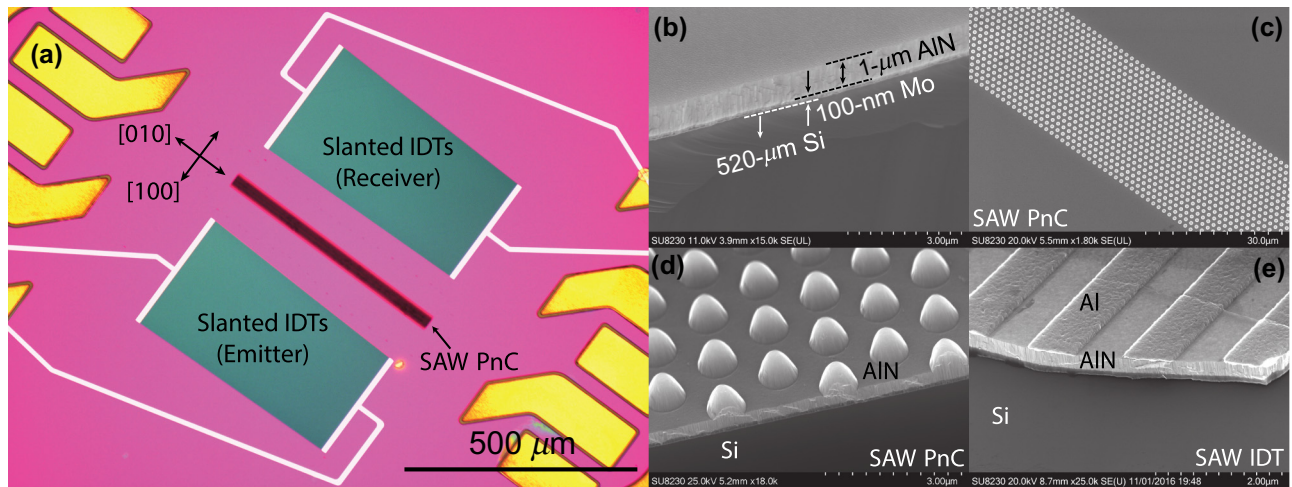 (a)
[010]
[100]
Slanted IDTs
(Receiver)
Slanted IDTs
(Emitter)
SAW PnC
500 μm
(b)
1-μm AlN
100-nm Mo
520-μm Si
SU8230 11.0kV 3.9mm x15.0k SE(UL)
3.00μm
(c)
SAW PnC
SU8230 20.0kV 5.5mm x1.80k SE(UL)
30.0μm
(d)
AlN
Si
SAW PnC
SU8230 25.0kV 5.2mm x18.0k
3.00μm
(e)
Al
AlN
Si
SAW IDT
SU8230 20.0kV 8.7mm x25.0k SE(U) 11/01/2016 19:48
2.00μm